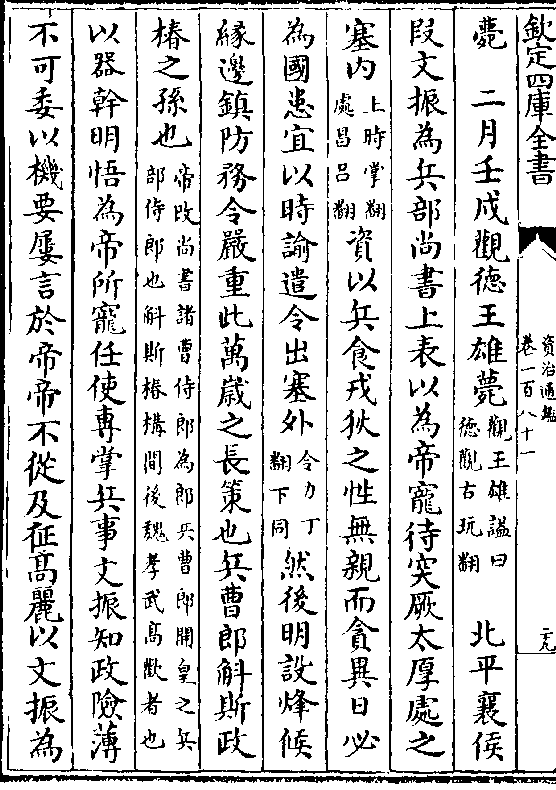 欽定四庫全書
資治通鑑
卷一百八十一
二九
薨　二月壬戌觀德王雄薨觀王雄諡曰
德觀古玩翻　北平襄侯
段文振為兵部尚書上表以為帝寵待突厥太厚處之
塞内上時掌翻
處昌呂翻資以兵食戎狄之性無親而貪異日必
為國患宜以時諭遣令出塞外令力丁
翻下同然後明設烽候
緣邊鎮防務令嚴重此萬歲之長策也兵曹郎斛斯政
椿之孫也帝改尚書諸曹侍郎為郎兵曹郎開皇之兵
部侍郎也斛斯椿構間後魏孝武高歡者也
以器幹明悟為帝所寵任使專掌兵事文振知政險薄
不可委以機要屢言於帝帝不從及征高麗以文振為